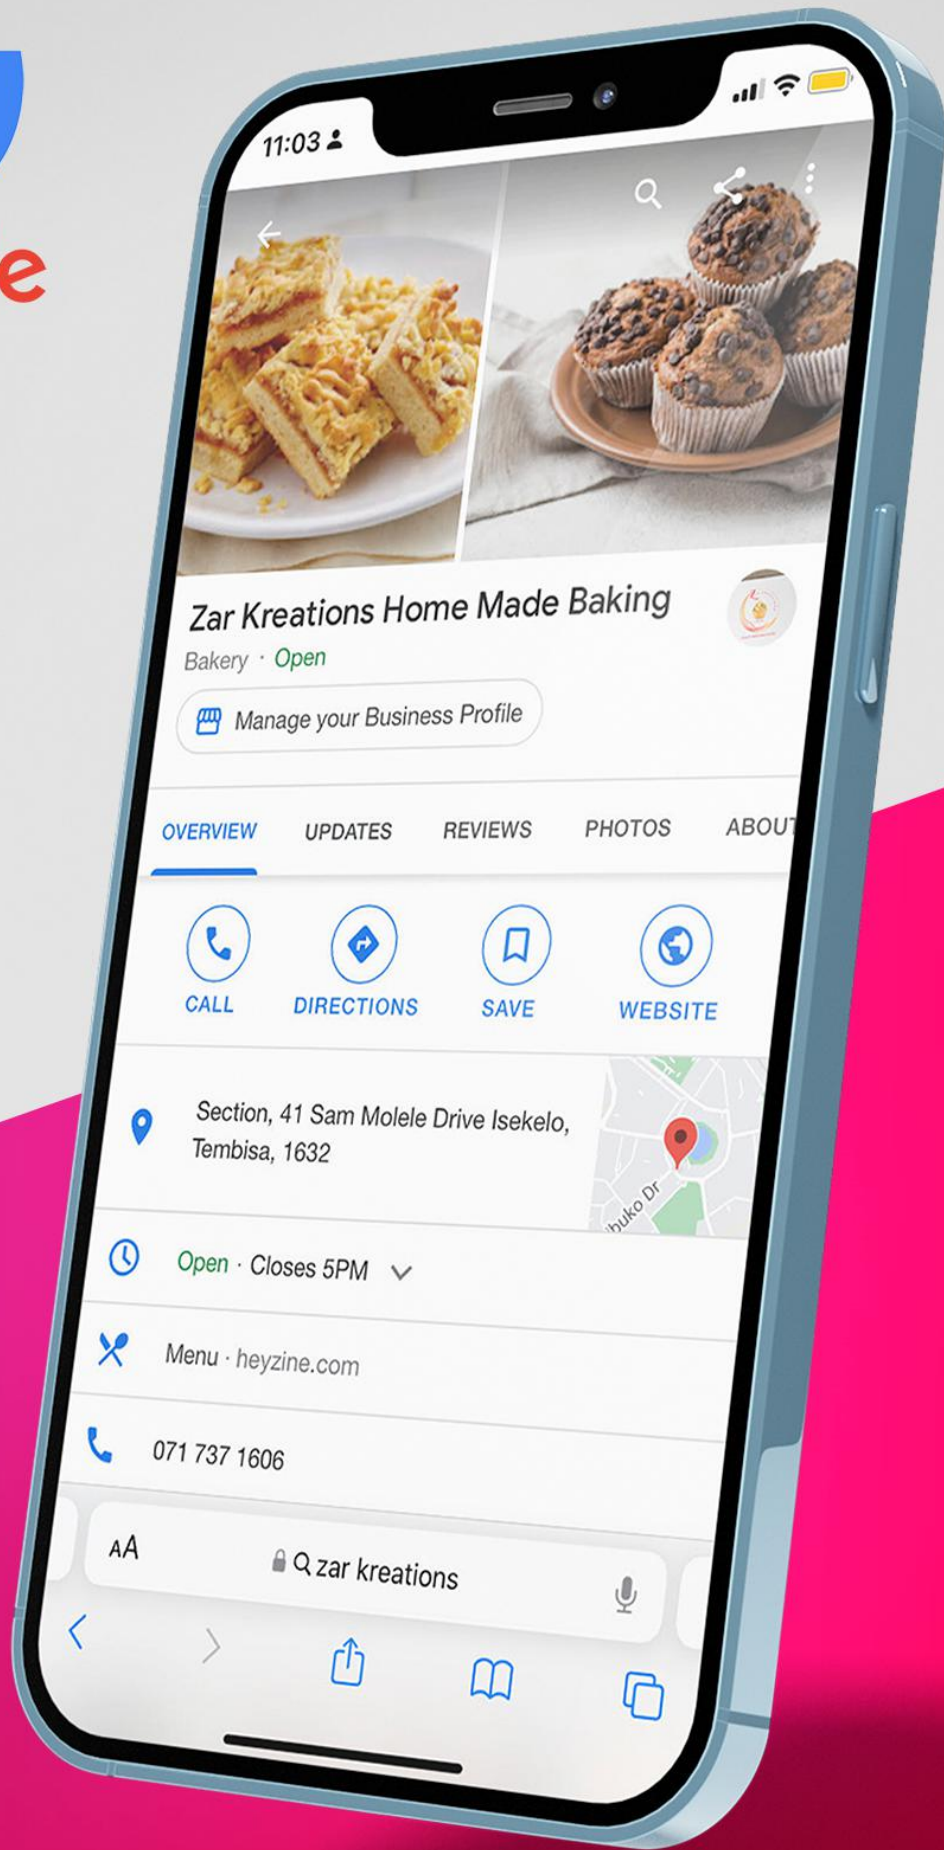 e
11:03
Zar Kreations Home Made Baking
Bakery · Open
Manage your Business Profile
OVERVIEW UPDATES REVIEWS PHOTOS ABOUT
CALL DIRECTIONS SAVE WEBSITE
Section, 41 Sam Molele Drive Isekelo,
Tembisa, 1632
buko Dr
Open · Closes 5PM
Menu · heyzine.com
071 737 1606
AA zar kreations